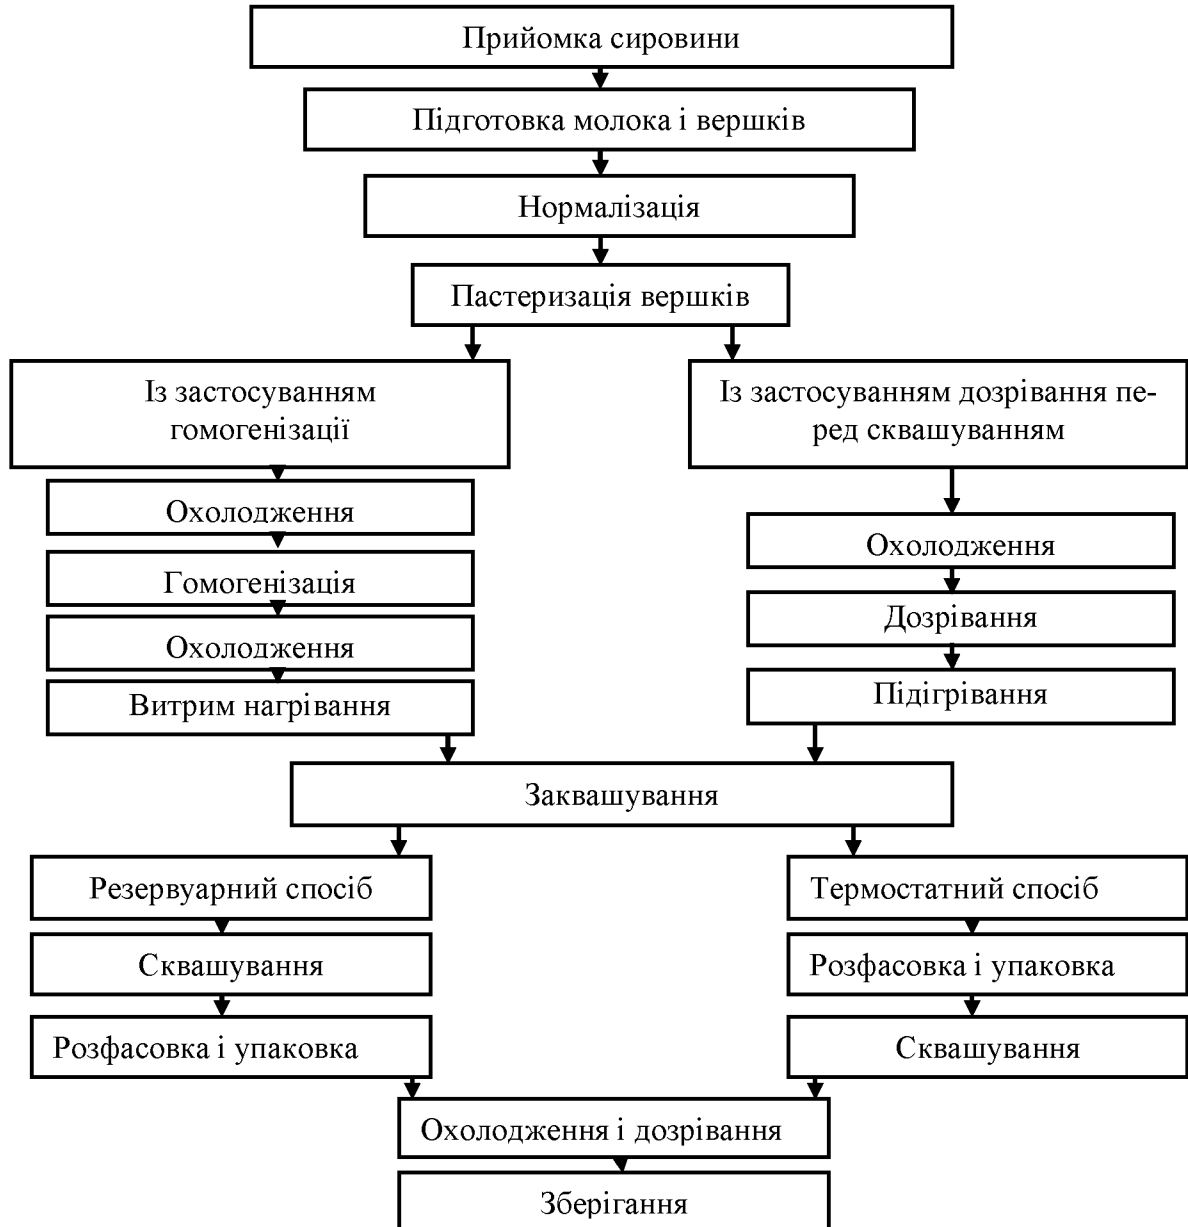 Прийомка сировини
Підготовка молока і вершків
Нормалізація
Пастеризація вершків
Із застосуванням
гомогенізації
Охолодження
Гомогенізація
Охолодження
Витрим нагрівання
Із застосуванням дозрівання пе-
ред сквашуванням
Охолодження
Дозрівання
Підігрівання
Заквашування
Резервуарний спосіб
Сквашування
Розфасовка і упаковка
Термостатний спосіб
Розфасовка і упаковка
Сквашування
Охолодження і дозрівання
Зберігання